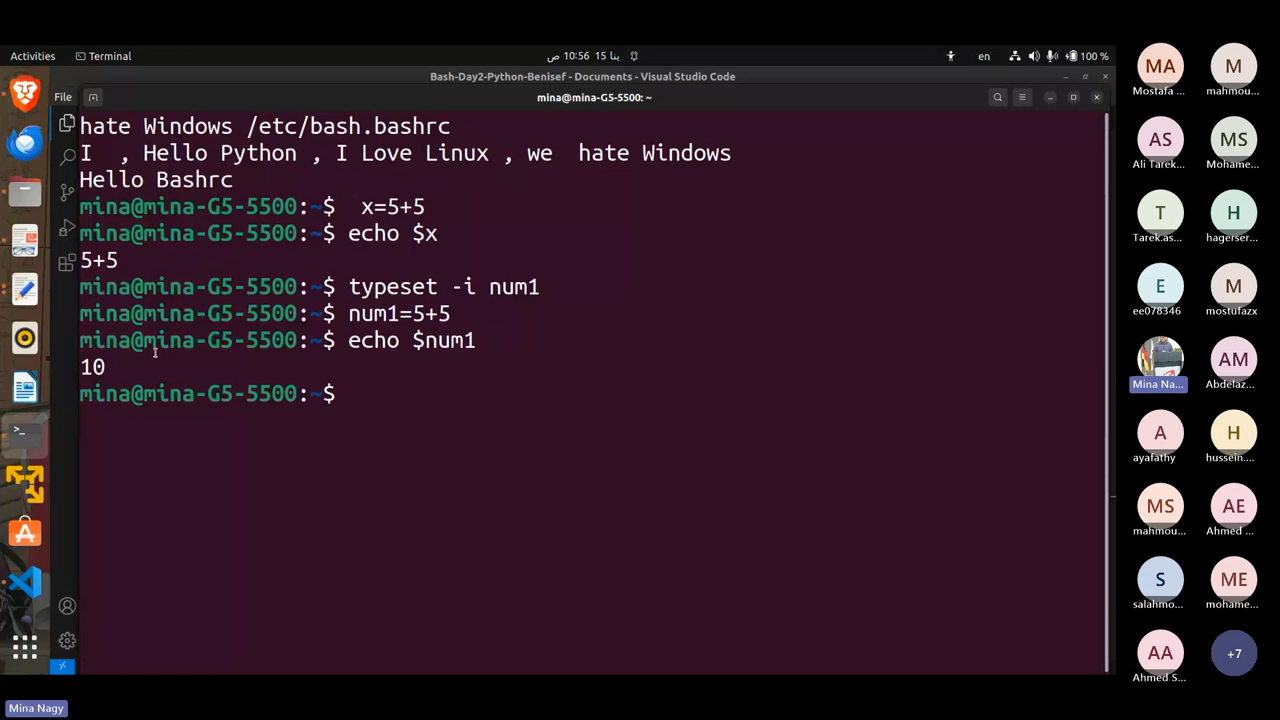 Activities
Terminal
ص 10:56 15 ينا
en
100 %
Bash-Day2-Python-Benisef - Documents - Visual Studio Code
File
mina@mina-G5-5500: ~
hate Windows /etc/bash.bashrc
I  , Hello Python , I Love Linux , we  hate Windows
Hello Bashrc
mina@mina-G5-5500:~$  x=5+5
mina@mina-G5-5500:~$ echo $x
5+5
mina@mina-G5-5500:~$ typeset -i num1
mina@mina-G5-5500:~$ num1=5+5
mina@mina-G5-5500:~$ echo $num1
10
mina@mina-G5-5500:~$
MA
Mostafa ...
M
mahmou...
AS
Ali Tarek...
MS
Mohame...
T
Tarek.as...
H
hagerser...
E
ee078346
M
mostufazx
Mina Na...
AM
Abdelaz...
A
ayafathy
H
hussein....
MS
mahmou...
AE
Ahmed ...
S
salahmo...
ME
mohame...
AA
Ahmed S...
+7
Mina Nagy